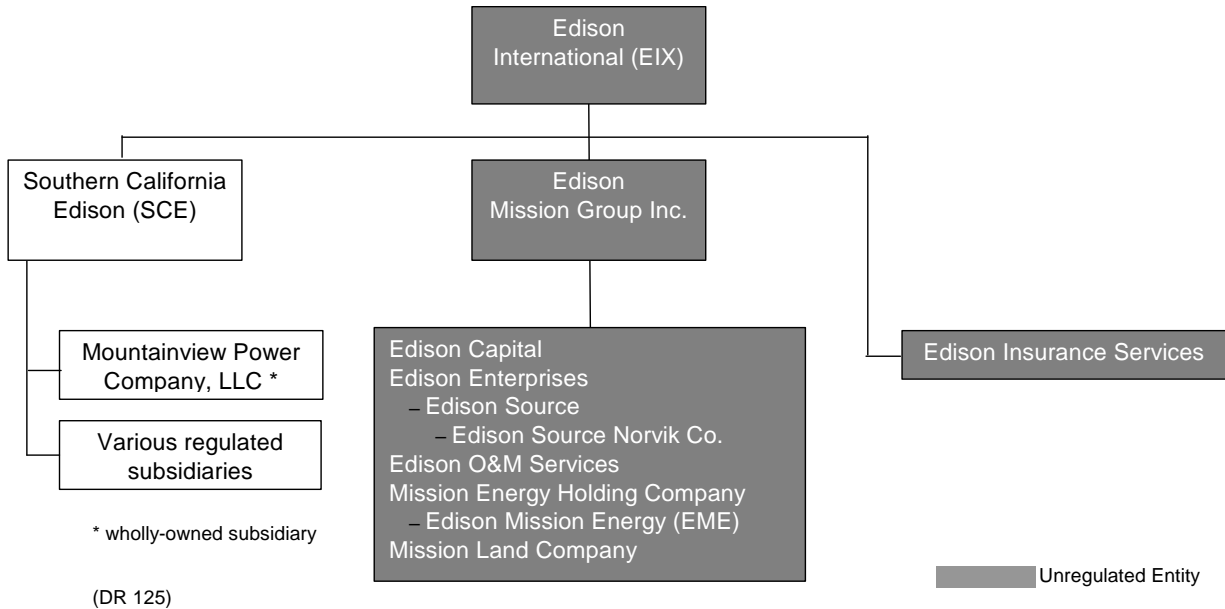 Edison
International (EIX)
Southern California
Edison (SCE)
Edison
Mission Group Inc.
Mountainview Power
Company, LLC *
Various regulated
subsidiaries
Edison Capital
Edison Enterprises
– Edison Source
– Edison Source Norvik Co.
Edison O&M Services
Mission Energy Holding Company
– Edison Mission Energy (EME)
Mission Land Company
Edison Insurance Services
* wholly-owned subsidiary
(DR 125)
Unregulated Entity